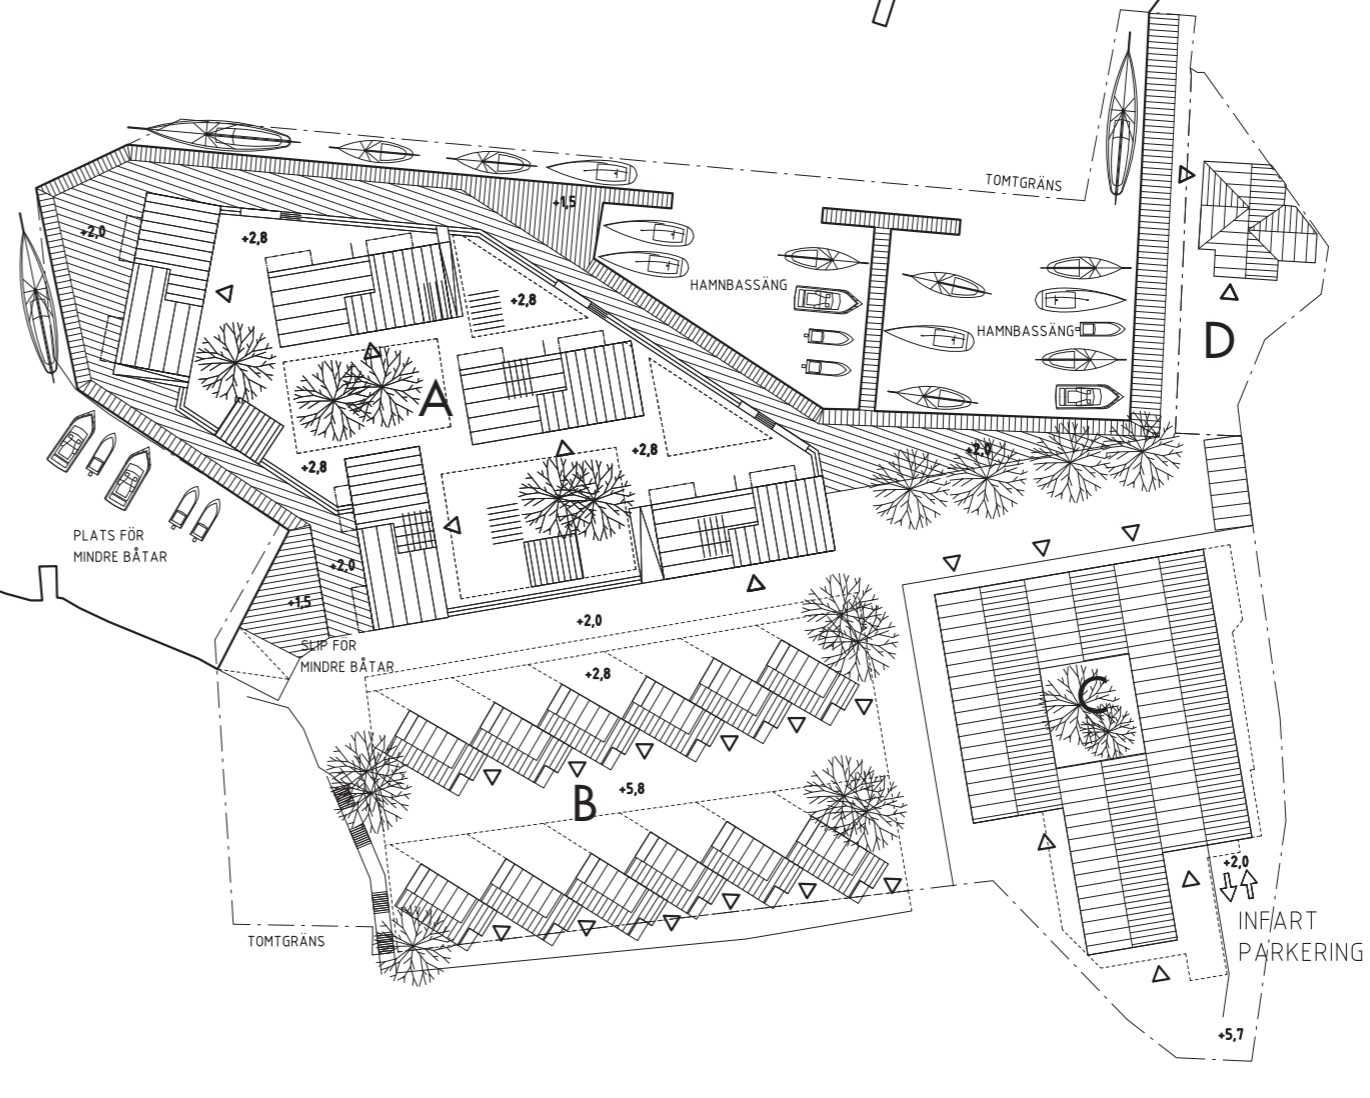 TOMTGRÄNS
+1,5
+2,0
+2,8
HAMNBASSÄNG
+2,8
HAMNBASSÄNG
D
A
+2,8
+2,8
+2,0
PLATS FÖR
MINDRE BÅTAR
+2,0
+1,5
+2,0
SLIP FÖR
MINDRE BÅTAR
+2,8
C
B
+5,8
+2,0
INFART
PARKERING
TOMTGRÄNS
+5,7